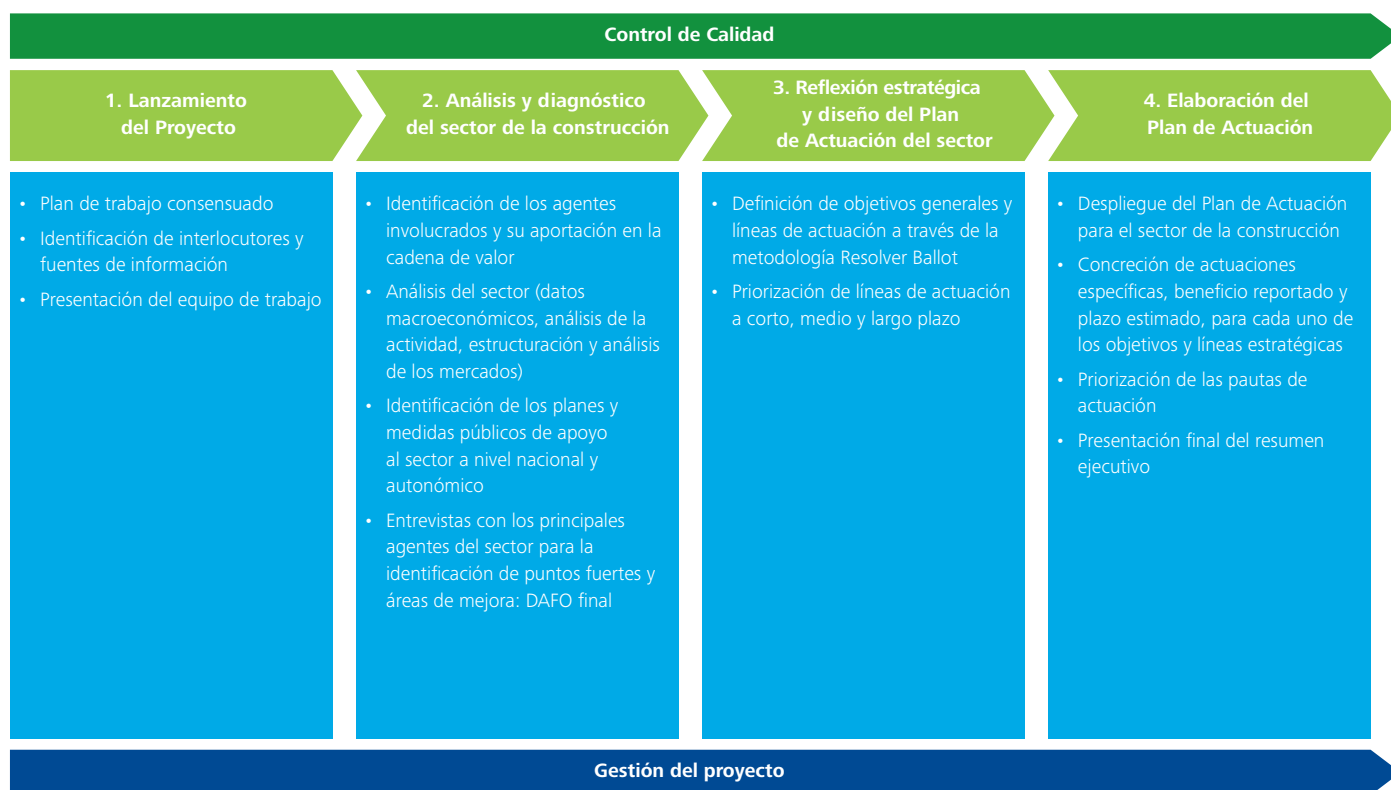 Control de Calidad
1. Lanzamiento
del Proyecto
2. Análisis y diagnóstico
del sector de la construcción
3. Reflexión estratégica
y diseño del Plan
de Actuación del sector
4. Elaboración del
Plan de Actuación
• Plan de trabajo consensuado
• Identificación de interlocutores y
fuentes de información
• Presentación del equipo de trabajo
• Identificación de los agentes
involucrados y su aportación en la
cadena de valor
• Análisis del sector (datos
macroeconómicos, análisis de la
actividad, estructuración y análisis
de los mercados)
• Identificación de los planes y
medidas públicos de apoyo
al sector a nivel nacional y
autonómico
• Entrevistas con los principales
agentes del sector para la
identificación de puntos fuertes y
áreas de mejora: DAFO final
• Definición de objetivos generales y
líneas de actuación a través de la
metodología Resolver Ballot
• Priorización de líneas de actuación
a corto, medio y largo plazo
• Despliegue del Plan de Actuación
para el sector de la construcción
• Concreción de actuaciones
específicas, beneficio reportado y
plazo estimado, para cada uno de
los objetivos y líneas estratégicas
• Priorización de las pautas de
actuación
• Presentación final del resumen
ejecutivo
Gestión del proyecto